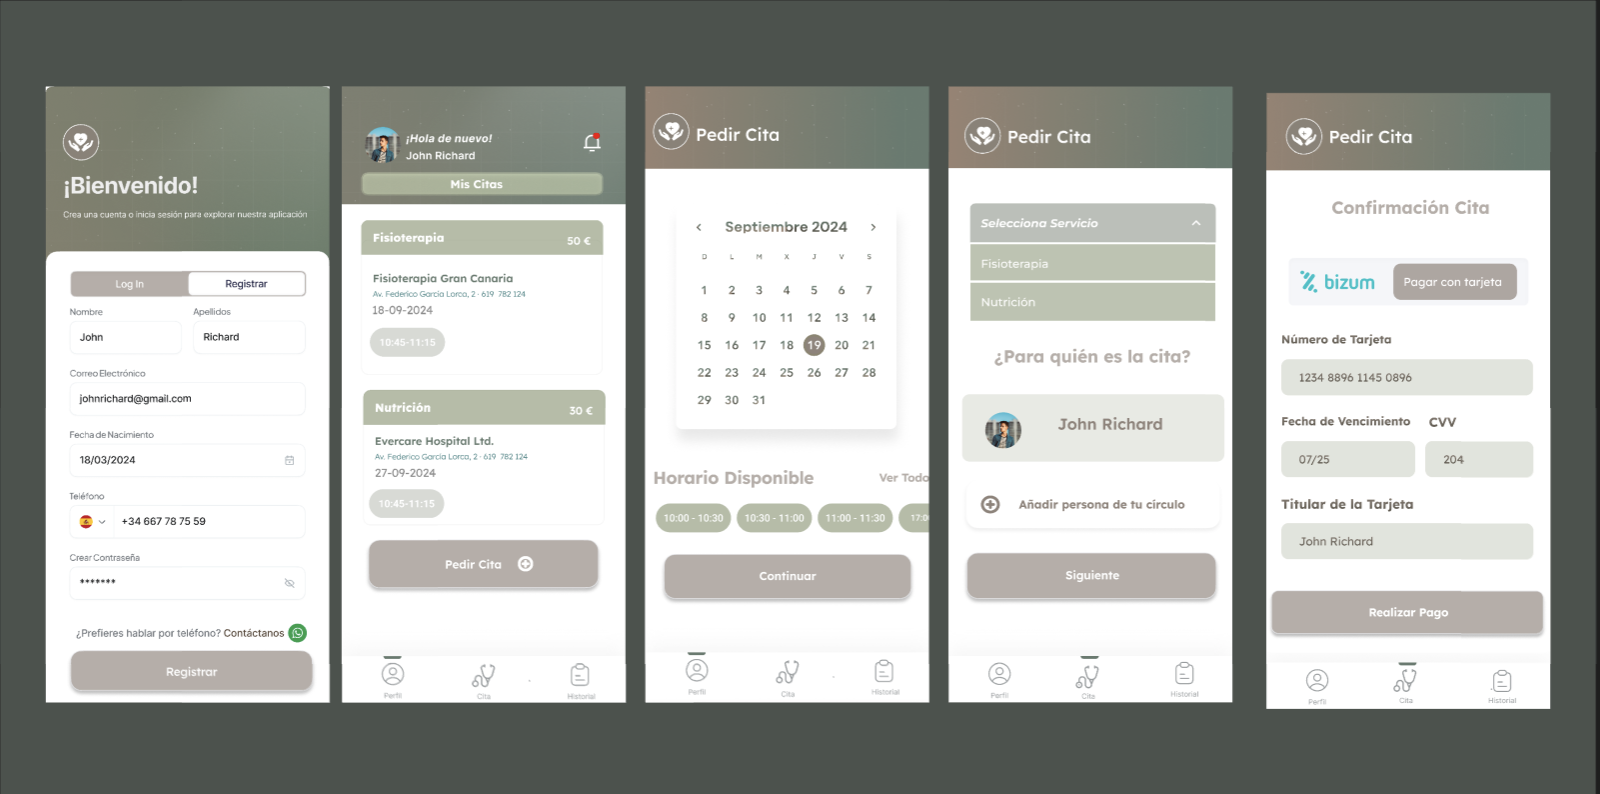 ¡Bienvenido!
Crea una cuenta o inicia sesión para explorar nuestra aplicación
Log In
Registrar
Nombre
Apellidos
John
Richard
Correo Electrónico
johnrichard@gmail.com
Fecha de Nacimiento
18/03/2024
Teléfono
+34 667 78 75 59
Crear Contraseña
*******
¿Prefieres hablar por teléfono? Contáctanos
Registrar
¡Hola de nuevo!
John Richard
Mis Citas
Fisioterapia
50 €
Fisioterapia Gran Canaria
Av. Federico García Lorca, 2 · 619 782 124
18-09-2024
10:45-11:15
Nutrición
30 €
Evercare Hospital Ltd.
Av. Federico García Lorca, 2 · 619 782 124
27-09-2024
10:45-11:15
Pedir Cita
Perfil
Cita
Historial
Pedir Cita
Septiembre 2024
D L M X J V S
1 2 3 4 5 6 7
8 9 10 11 12 13 14
15 16 17 18 19 20 21
22 23 24 25 26 27 28
29 30 31
Horario Disponible
Ver Todo
10:00 - 10:30
10:30 - 11:00
11:00 - 11:30
17:0
Continuar
Perfil
Cita
Historial
Pedir Cita
Selecciona Servicio
Fisioterapia
Nutrición
¿Para quién es la cita?
John Richard
Añadir persona de tu círculo
Siguiente
Perfil
Cita
Historial
Pedir Cita
Confirmación Cita
bizum
Pagar con tarjeta
Número de Tarjeta
1234 8896 1145 0896
Fecha de Vencimiento
CVV
07/25
204
Titular de la Tarjeta
John Richard
Realizar Pago
Perfil
Cita
Historial